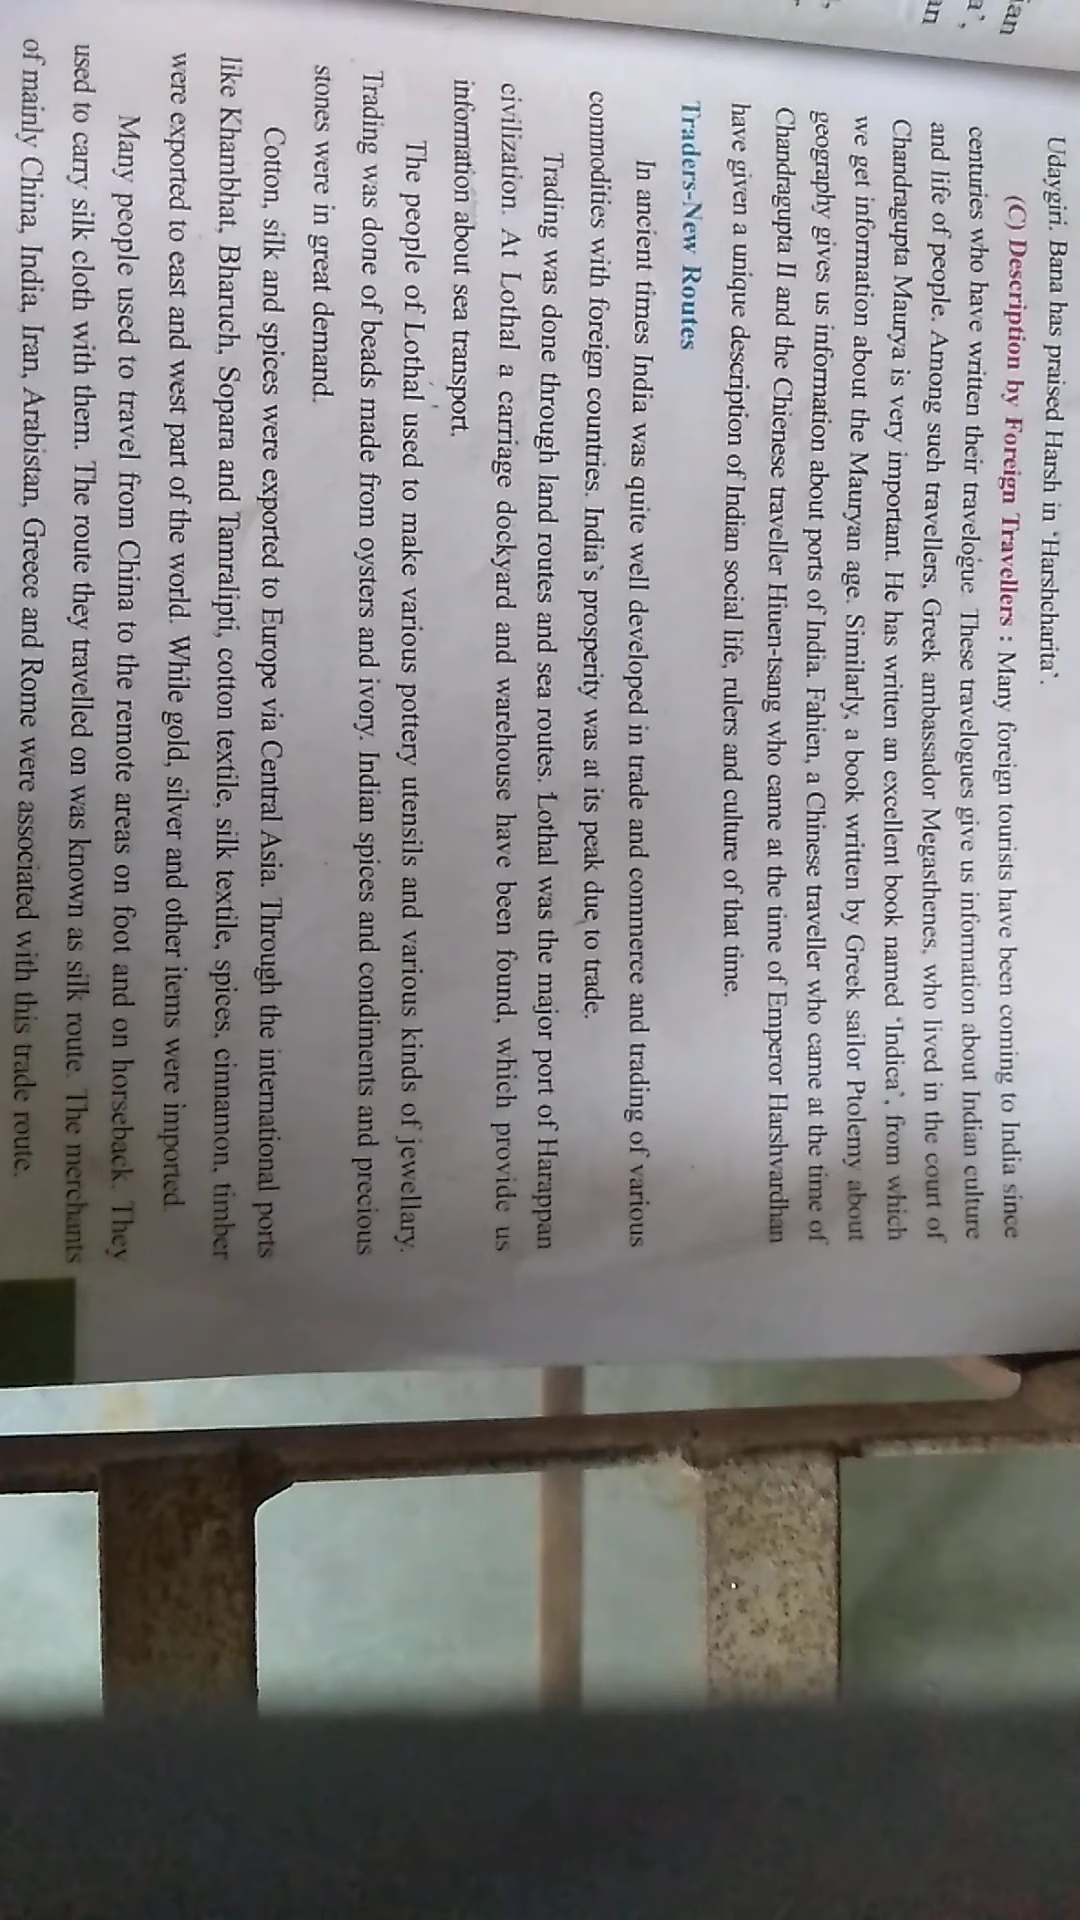 ian
a’,
an
Udaygiri. Bana has praised Harsh in ‘Harshcharita’.
(C) Description by Foreign Travellers : Many foreign tourists have been coming to India since
centuries who have written their travelogue. These travelogues give us information about Indian culture
and life of people. Among such travellers, Greek ambassador Megasthenes, who lived in the court of
Chandragupta Maurya is very important. He has written an excellent book named ‘Indica’, from which
we get information about the Mauryan age. Similarly, a book written by Greek sailor Ptolemy about
geography gives us information about ports of India. Fahien, a Chinese traveller who came at the time of
Chandragupta II and the Chienese traveller Hiuen-tsang who came at the time of Emperor Harshvardhan
have given a unique description of Indian social life, rulers and culture of that time.
Traders-New Routes
In ancient times India was quite well developed in trade and commerce and trading of various
commodities with foreign countries. India’s prosperity was at its peak due to trade.
Trading was done through land routes and sea routes. Lothal was the major port of Harappan
civilization. At Lothal a carriage dockyard and warehouse have been found, which provide us
information about sea transport.
The people of Lothal used to make various pottery utensils and various kinds of jewellary.
Trading was done of beads made from oysters and ivory. Indian spices and condiments and precious
stones were in great demand.
Cotton, silk and spices were exported to Europe via Central Asia. Through the international ports
like Khanbhat, Bharuch, Sopara and Tamralipti, cotton textile, silk textile, spices, cinnamon, timber
were exported to east and west part of the world. While gold, silver and other items were imported.
Many people used to travel from China to the remote areas on foot and on horseback. They
used to carry silk cloth with them. The route they travelled on was known as silk route. The merchants
of mainly China, India, Iran, Arabistan, Greece and Rome were associated with this trade route.